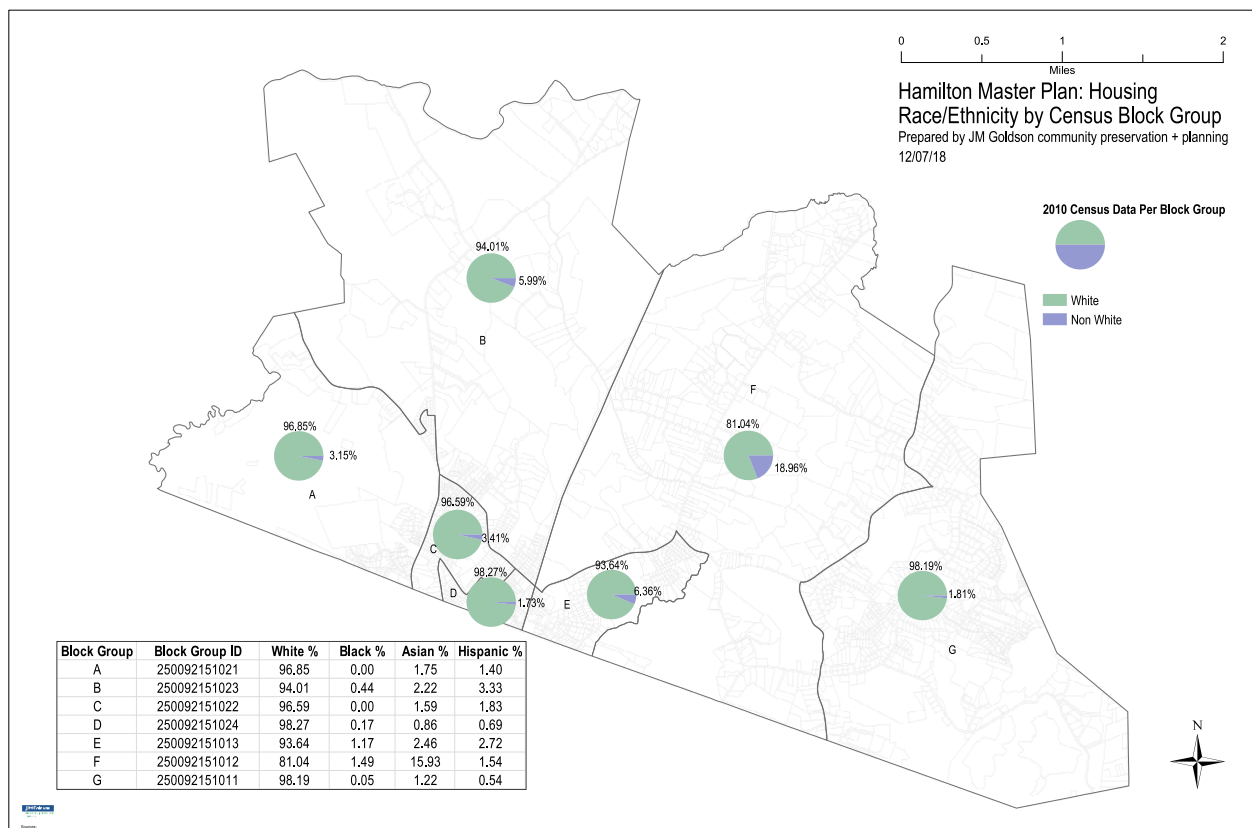 0 0.5 1 2
Miles
Hamilton Master Plan: Housing
Race/Ethnicity by Census Block Group
Prepared by JM Goldson community preservation + planning
12/07/18
2010 Census Data Per Block Group
White
Non White
94.01%
5.99%
B
F
96.85%
3.15%
A
81.04%
18.96%
96.59%
3.41%
C
98.27%
1.73%
D
93.64%
6.36%
E
98.19%
1.81%
G
Block Group Block Group ID White % Black % Asian % Hispanic %
A 250092151021 96.85 0.00 1.75 1.40
B 250092151023 94.01 0.44 2.22 3.33
C 250092151022 96.59 0.00 1.59 1.83
D 250092151024 98.27 0.17 0.86 0.69
E 250092151013 93.64 1.17 2.46 2.72
F 250092151012 81.04 1.49 15.93 1.54
G 250092151011 98.19 0.05 1.22 0.54
N
Sources: